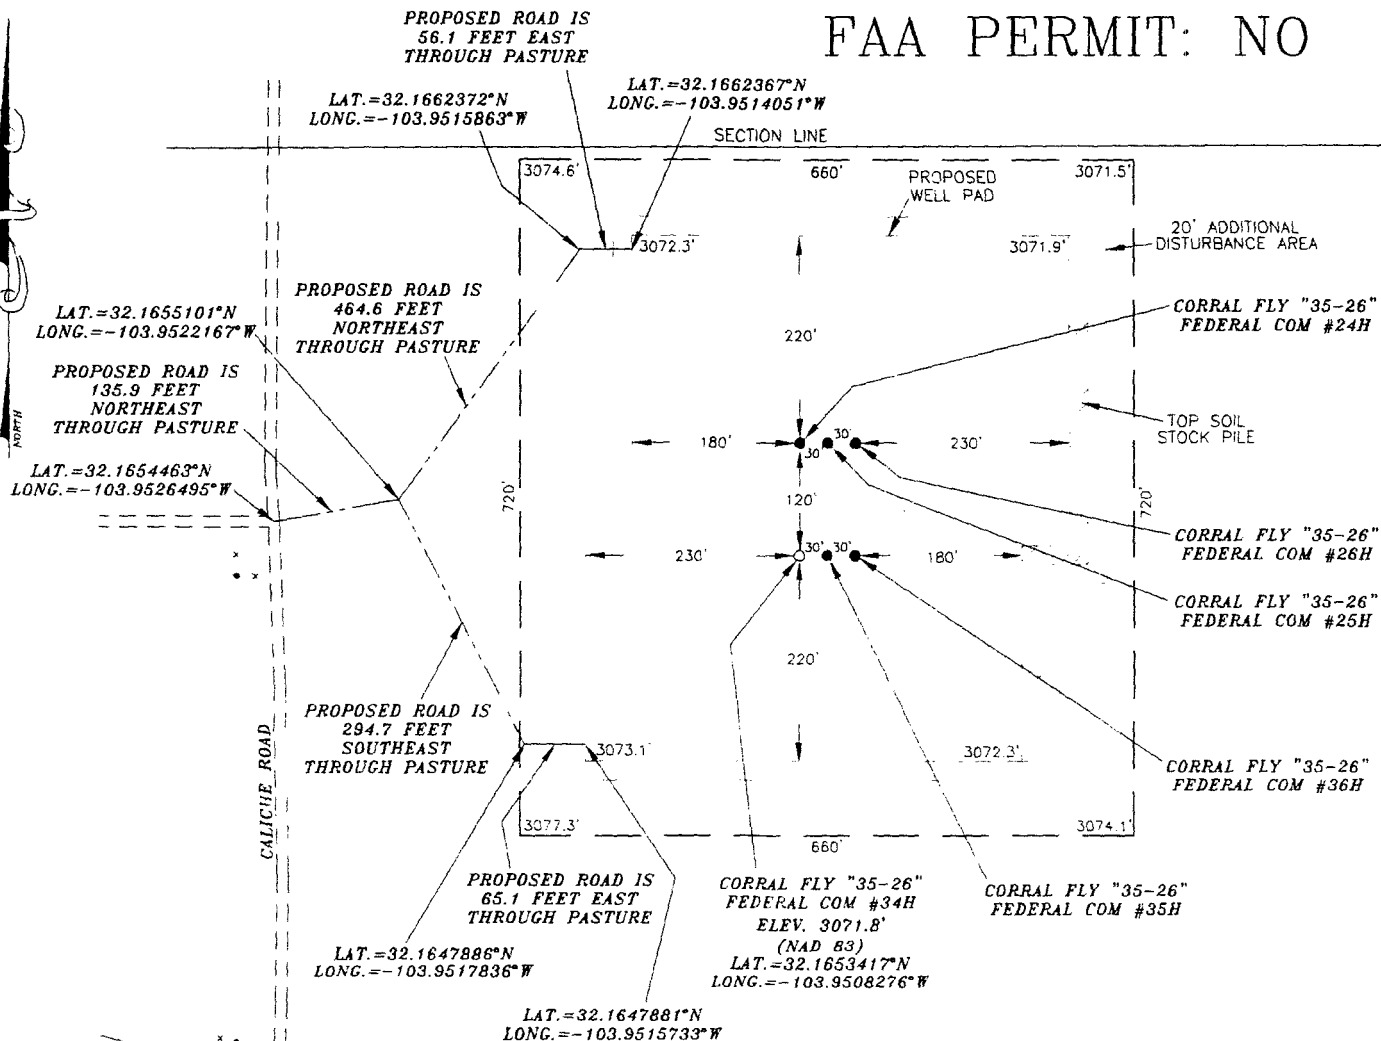 FAA PERMIT: NO
PROPOSED ROAD IS
56.1 FEET EAST
THROUGH PASTURE
LAT.=32.1662372°N
LONG.=-103.9515863°W
LAT.=32.1662367°N
LONG.=-103.9514051°W
SECTION LINE
3074.6'
660'
3071.5'
PROPOSED
WELL PAD
20' ADDITIONAL
DISTURBANCE AREA
3072.3'
3071.9'
NORTH
LAT.=32.1655101°N
LONG.=-103.9522167°W
PROPOSED ROAD IS
464.6 FEET
NORTHEAST
THROUGH PASTURE
220'
CORRAL FLY "35-26"
FEDERAL COM #24H
PROPOSED ROAD IS
135.9 FEET
NORTHEAST
THROUGH PASTURE
TOP SOIL
STOCK PILE
180'
30'
30'
230'
LAT.=32.1654463°N
LONG.=-103.9526495°W
720'
120'
720'
CORRAL FLY "35-26"
FEDERAL COM #26H
230'
30'
30'
180'
CORRAL FLY "35-26"
FEDERAL COM #25H
220'
PROPOSED ROAD IS
294.7 FEET
SOUTHEAST
THROUGH PASTURE
CALICHE ROAD
3073.1'
3072.3'
CORRAL FLY "35-26"
FEDERAL COM #36H
3077.3'
660'
3074.1'
PROPOSED ROAD IS
65.1 FEET EAST
THROUGH PASTURE
CORRAL FLY "35-26"
FEDERAL COM #34H
ELEV. 3071.8'
(NAD 83)
LAT.=32.1653417°N
LONG.=-103.9508276°W
CORRAL FLY "35-26"
FEDERAL COM #35H
LAT.=32.1647886°N
LONG.=-103.9517836°W
LAT.=32.1647881°N
LONG.=-103.9515733°W